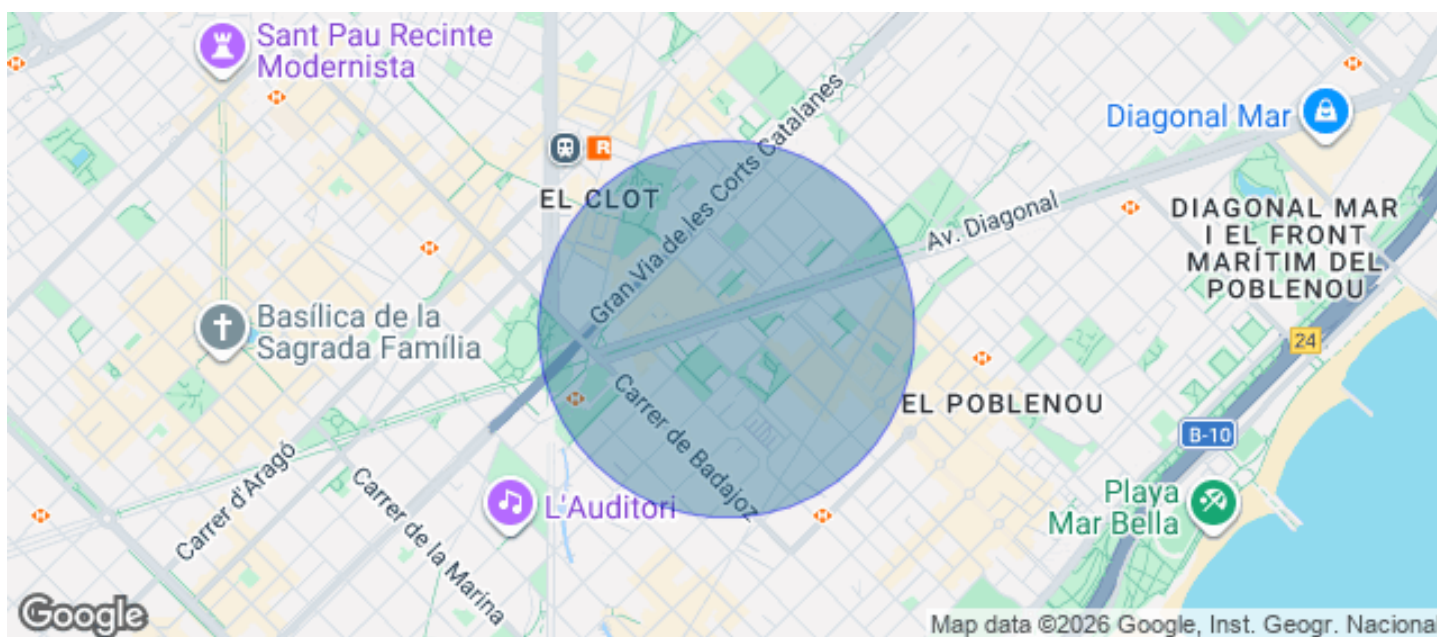 Sant Pau Recinte
Modernista
Diagonal Mar
R
EL CLOT
Gran Via de les Corts Catalanes
Av. Diagonal
DIAGONAL MAR
I EL FRONT
MARÍTIM DEL
POBLENOU
Basílica de la
Sagrada Família
24
EL POBLENOU
Carrer de Badajoz
B-10
Carrer d'Aragó
Carrer de la Marina
L'Auditori
Playa
Mar Bella
Google
Map data ©2026 Google, Inst. Geogr. Naciona